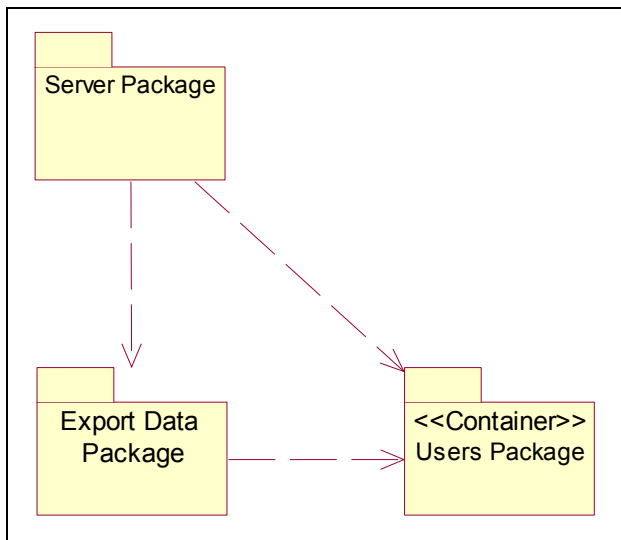 Server Package
Export Data
Package
<<Container>>
Users Package